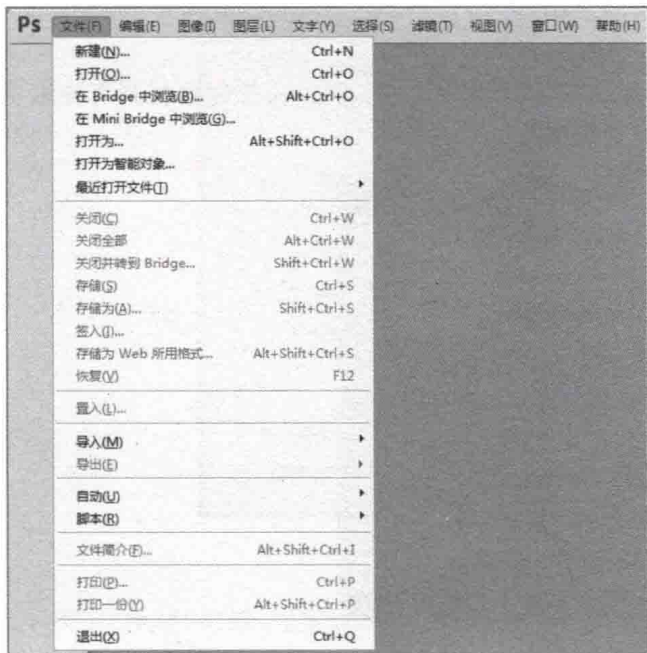 Ps 文件(F) 编辑(E) 图像(I) 图层(L) 文字(Y) 选择(S) 滤镜(T) 视图(V) 窗口(W) 帮助(H)
新建(N)... Ctrl+N
打开(O)... Ctrl+O
在 Bridge 中浏览(B)... Alt+Ctrl+O
在 Mini Bridge 中浏览(G)...
打开为... Alt+Shift+Ctrl+O
打开为智能对象...
最近打开文件(T)
关闭(C) Ctrl+W
关闭全部 Alt+Ctrl+W
关闭并转到 Bridge... Shift+Ctrl+W
存储(S) Ctrl+S
存储为(A)... Shift+Ctrl+S
签入(I)...
存储为 Web 所用格式... Alt+Shift+Ctrl+S
恢复(V) F12
置入(L)...
导入(M)
导出(E)
自动(U)
脚本(R)
文件简介(F)... Alt+Shift+Ctrl+I
打印(P)... Ctrl+P
打印一份(Y) Alt+Shift+Ctrl+P
退出(X) Ctrl+Q